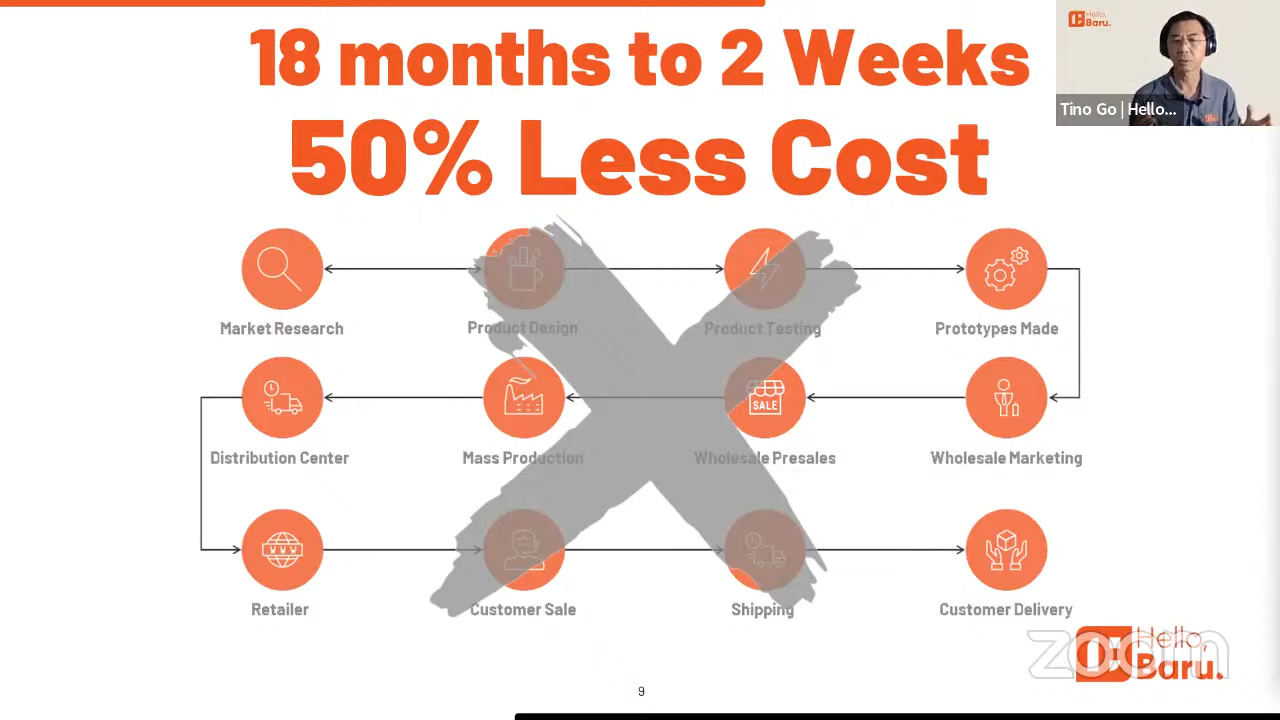 18 months to 2 Weeks
50% Less Cost
Hello,
Baru.
Tino Go | Hello...
Market Research
Product Design
Product Testing
Prototypes Made
SALE
Distribution Center
Mass Production
Wholesale Presales
Wholesale Marketing
WWW
Retailer
Customer Sale
Shipping
Customer Delivery
zoom
Hello,
Baru.
9